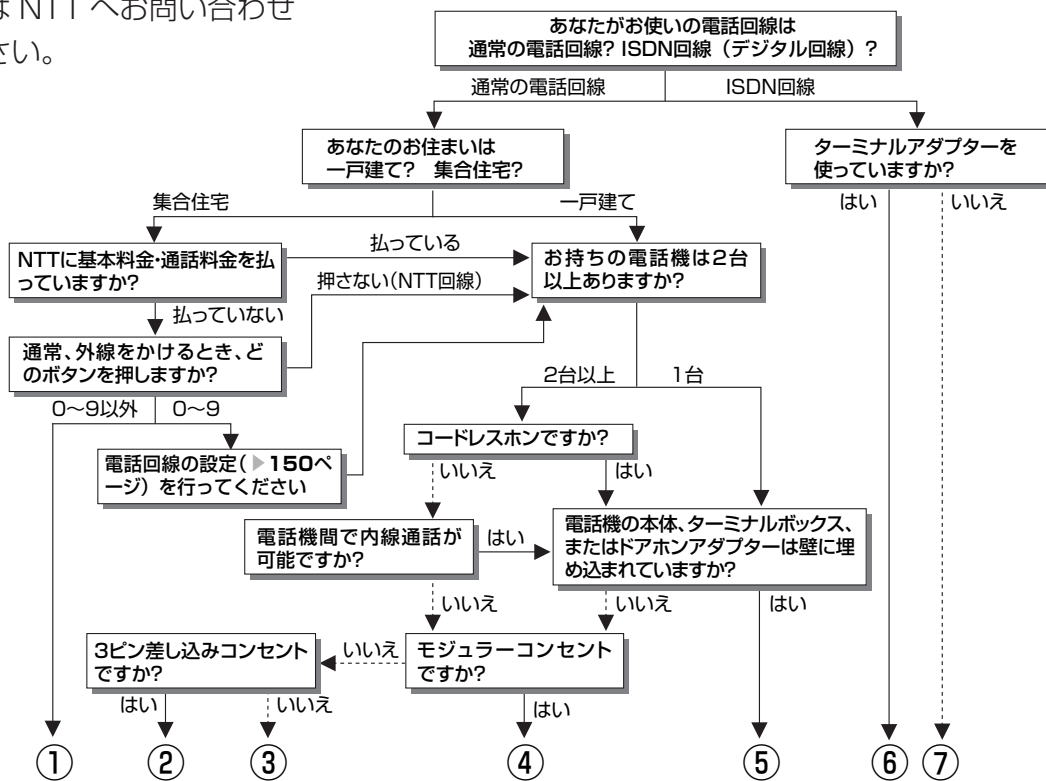 は NTT へお問い合わせ
さい。
あなたがお使いの電話回線は
通常の電話回線? ISDN回線（デジタル回線）?
通常の電話回線
ISDN回線
あなたのお住まいは
一戸建て? 集合住宅?
ターミナルアダプターを
使っていますか?
集合住宅
一戸建て
はい
いいえ
NTTに基本料金・通話料金を払
っていますか?
払っている
お持ちの電話機は2台
以上ありますか?
押さない(NTT回線)
払っていない
通常、外線をかけるとき、ど
のボタンを押しますか?
2台以上
1台
0〜9以外
0〜9
コードレスホンですか?
電話回線の設定(▶150ペ
ージ）を行ってください
いいえ
はい
電話機間で内線通話が
可能ですか?
はい
電話機の本体、ターミナルボックス、
またはドアホンアダプターは壁に埋
め込まれていますか?
いいえ
いいえ
はい
3ピン差し込みコンセント
ですか?
いいえ
モジュラーコンセント
ですか?
はい
いいえ
はい
①
②
③
④
⑤
⑥
⑦